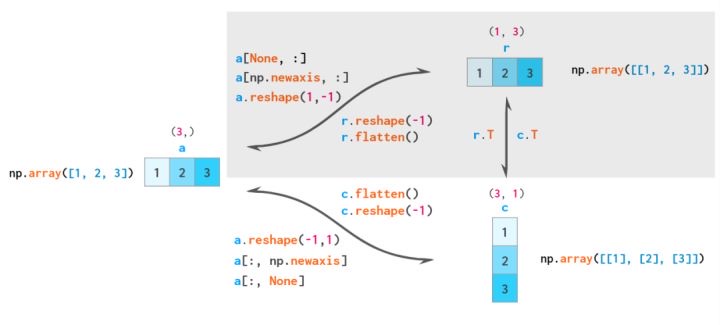 (1, 3)
r
a[None, :]
a[np.newaxis, :]
a.reshape(1,-1)
1 2 3
np.array([[1, 2, 3]])
r.reshape(-1)
r.flatten()
(3,)
a
r.T c.T
np.array([1, 2, 3])
1 2 3
c.flatten()
c.reshape(-1)
(3, 1)
c
a.reshape(-1,1)
a[:, np.newaxis]
a[:, None]
1
2
3
np.array([[1], [2], [3]])